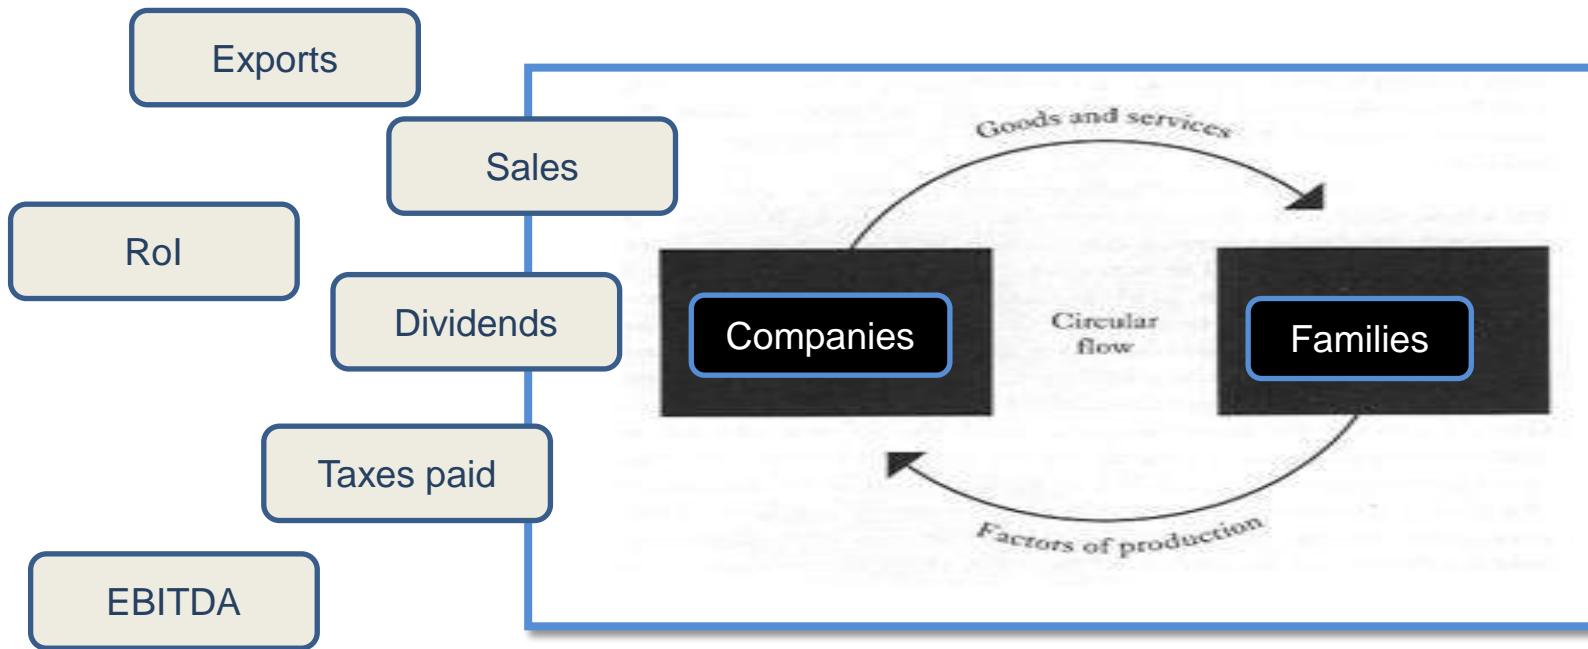 Exports
Sales
RoI
Dividends
Taxes paid
EBITDA
Goods and services
Companies
Circular
flow
Families
Factors of production